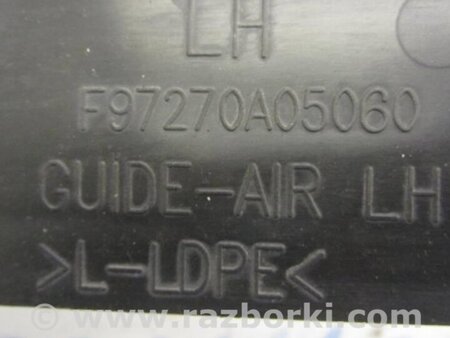 LH
F97270A05060
GUIDE-AIR LH
>L-LDPE<
© www.razborki.com